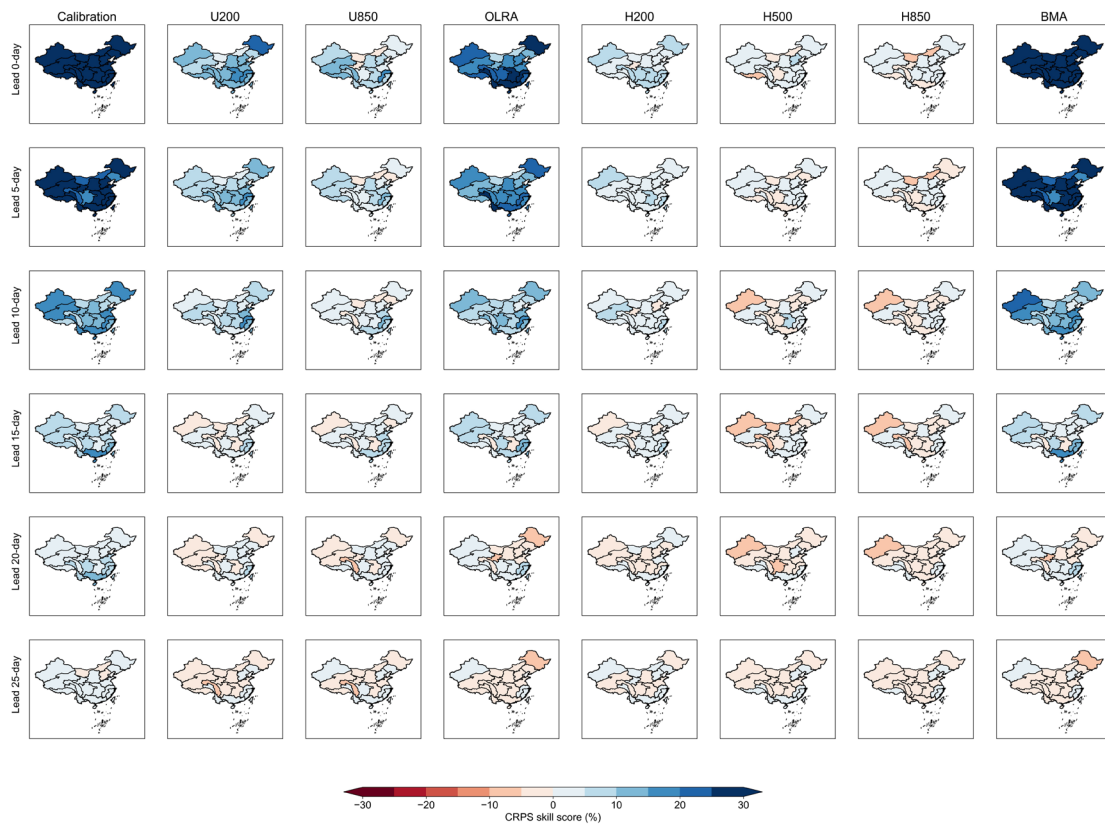 Calibration U200 U850 OLRA H200 H500 H850 BMA
Lead 0-day
Lead 5-day
Lead 10-day
Lead 15-day
Lead 20-day
Lead 25-day
−30 −20 −10 0 10 20 30
CRPS skill score (%)